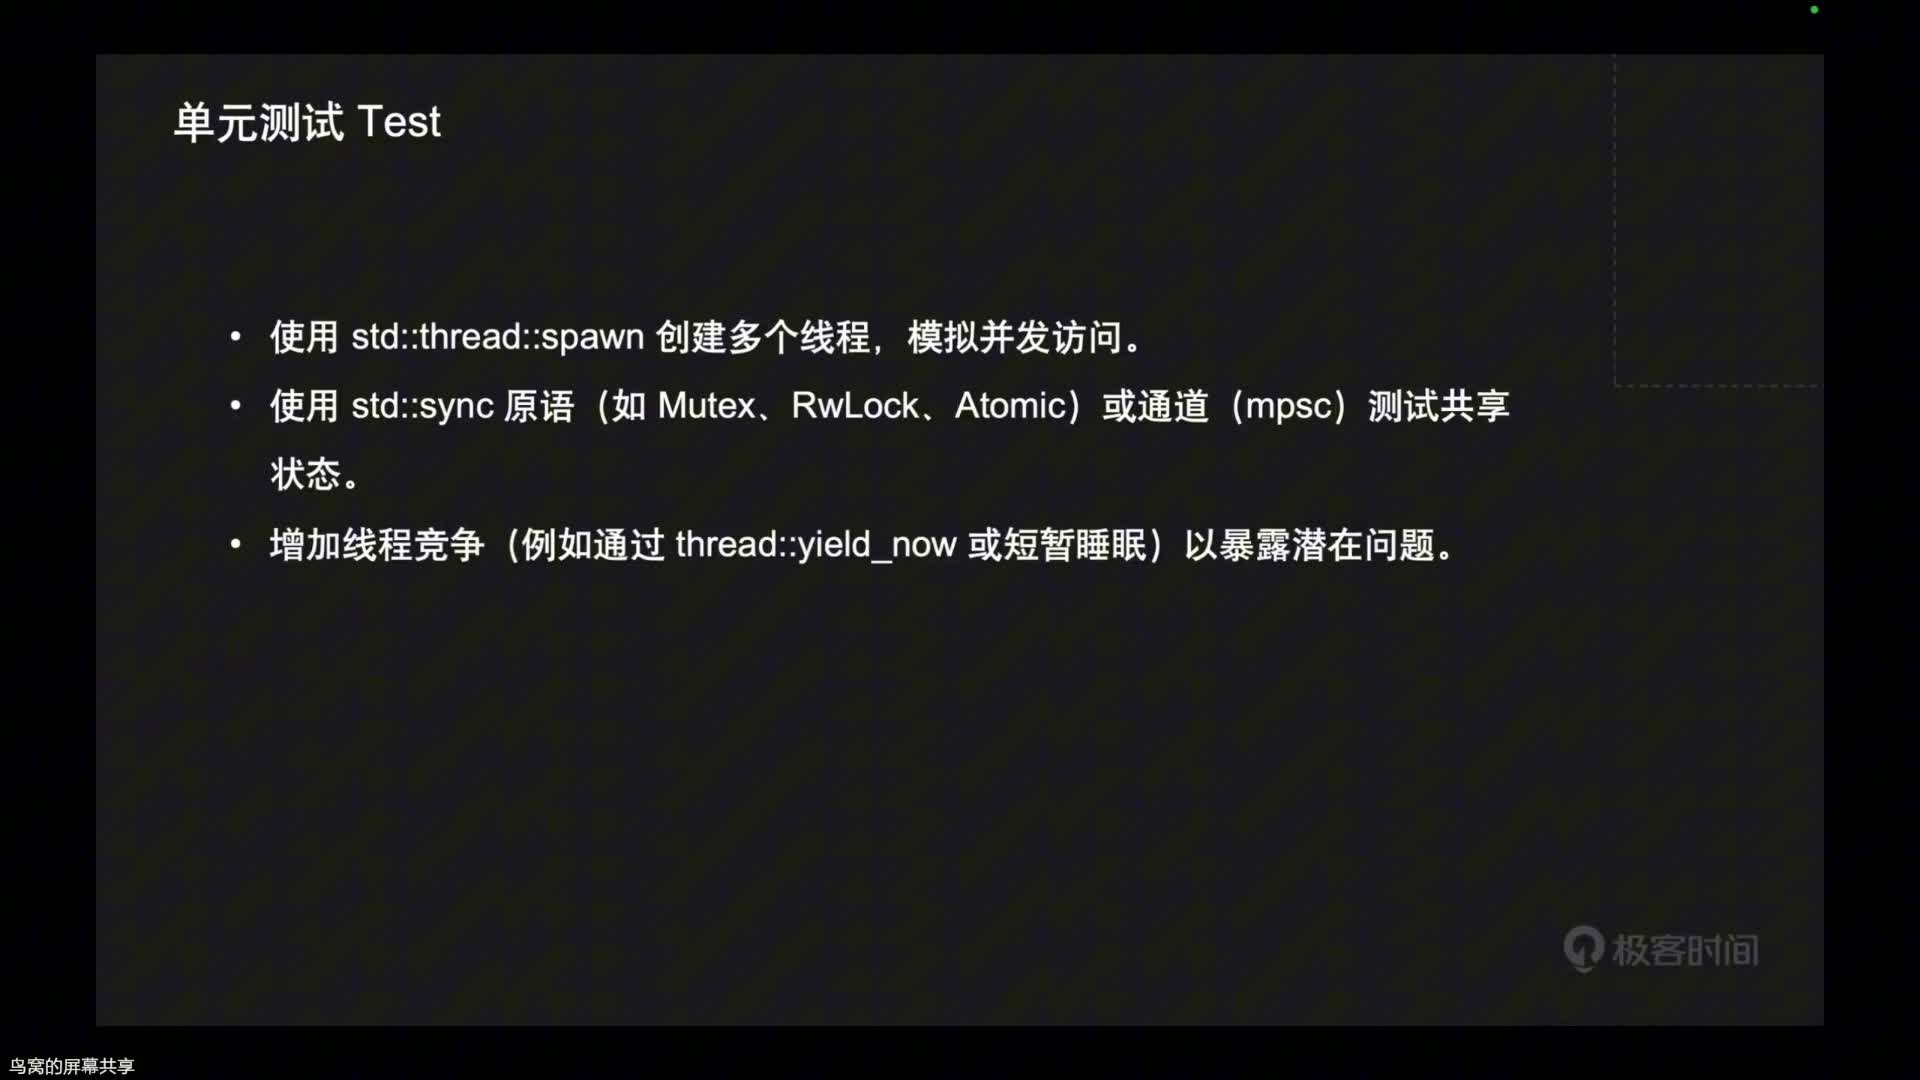 单元测试 Test
• 使用 std::thread::spawn 创建多个线程，模拟并发访问。
• 使用 std::sync 原语（如 Mutex、RwLock、Atomic）或通道（mpsc）测试共享
状态。
• 增加线程竞争（例如通过 thread::yield_now 或短暂睡眠）以暴露潜在问题。
极客时间
鸟窝的屏幕共享